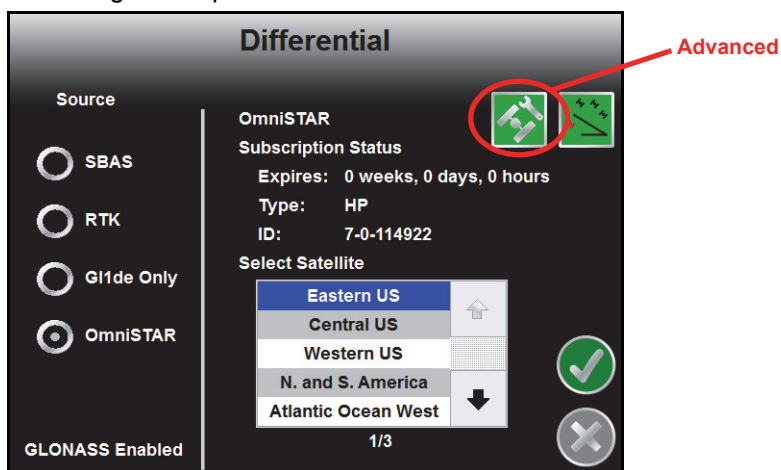 Differential
Advanced
Source
SBAS
RTK
Gl1de Only
OmniSTAR
GLONASS Enabled
OmniSTAR
Subscription Status
Expires: 0 weeks, 0 days, 0 hours
Type: HP
ID: 7-0-114922
Select Satellite
Eastern US
Central US
Western US
N. and S. America
Atlantic Ocean West
1/3